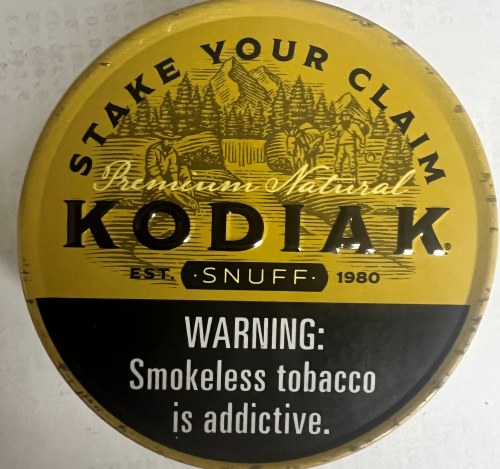 STAKE YOUR CLAIM
Premium Natural
KODIAK®
EST. ·SNUFF· 1980
WARNING:
Smokeless tobacco
is addictive.